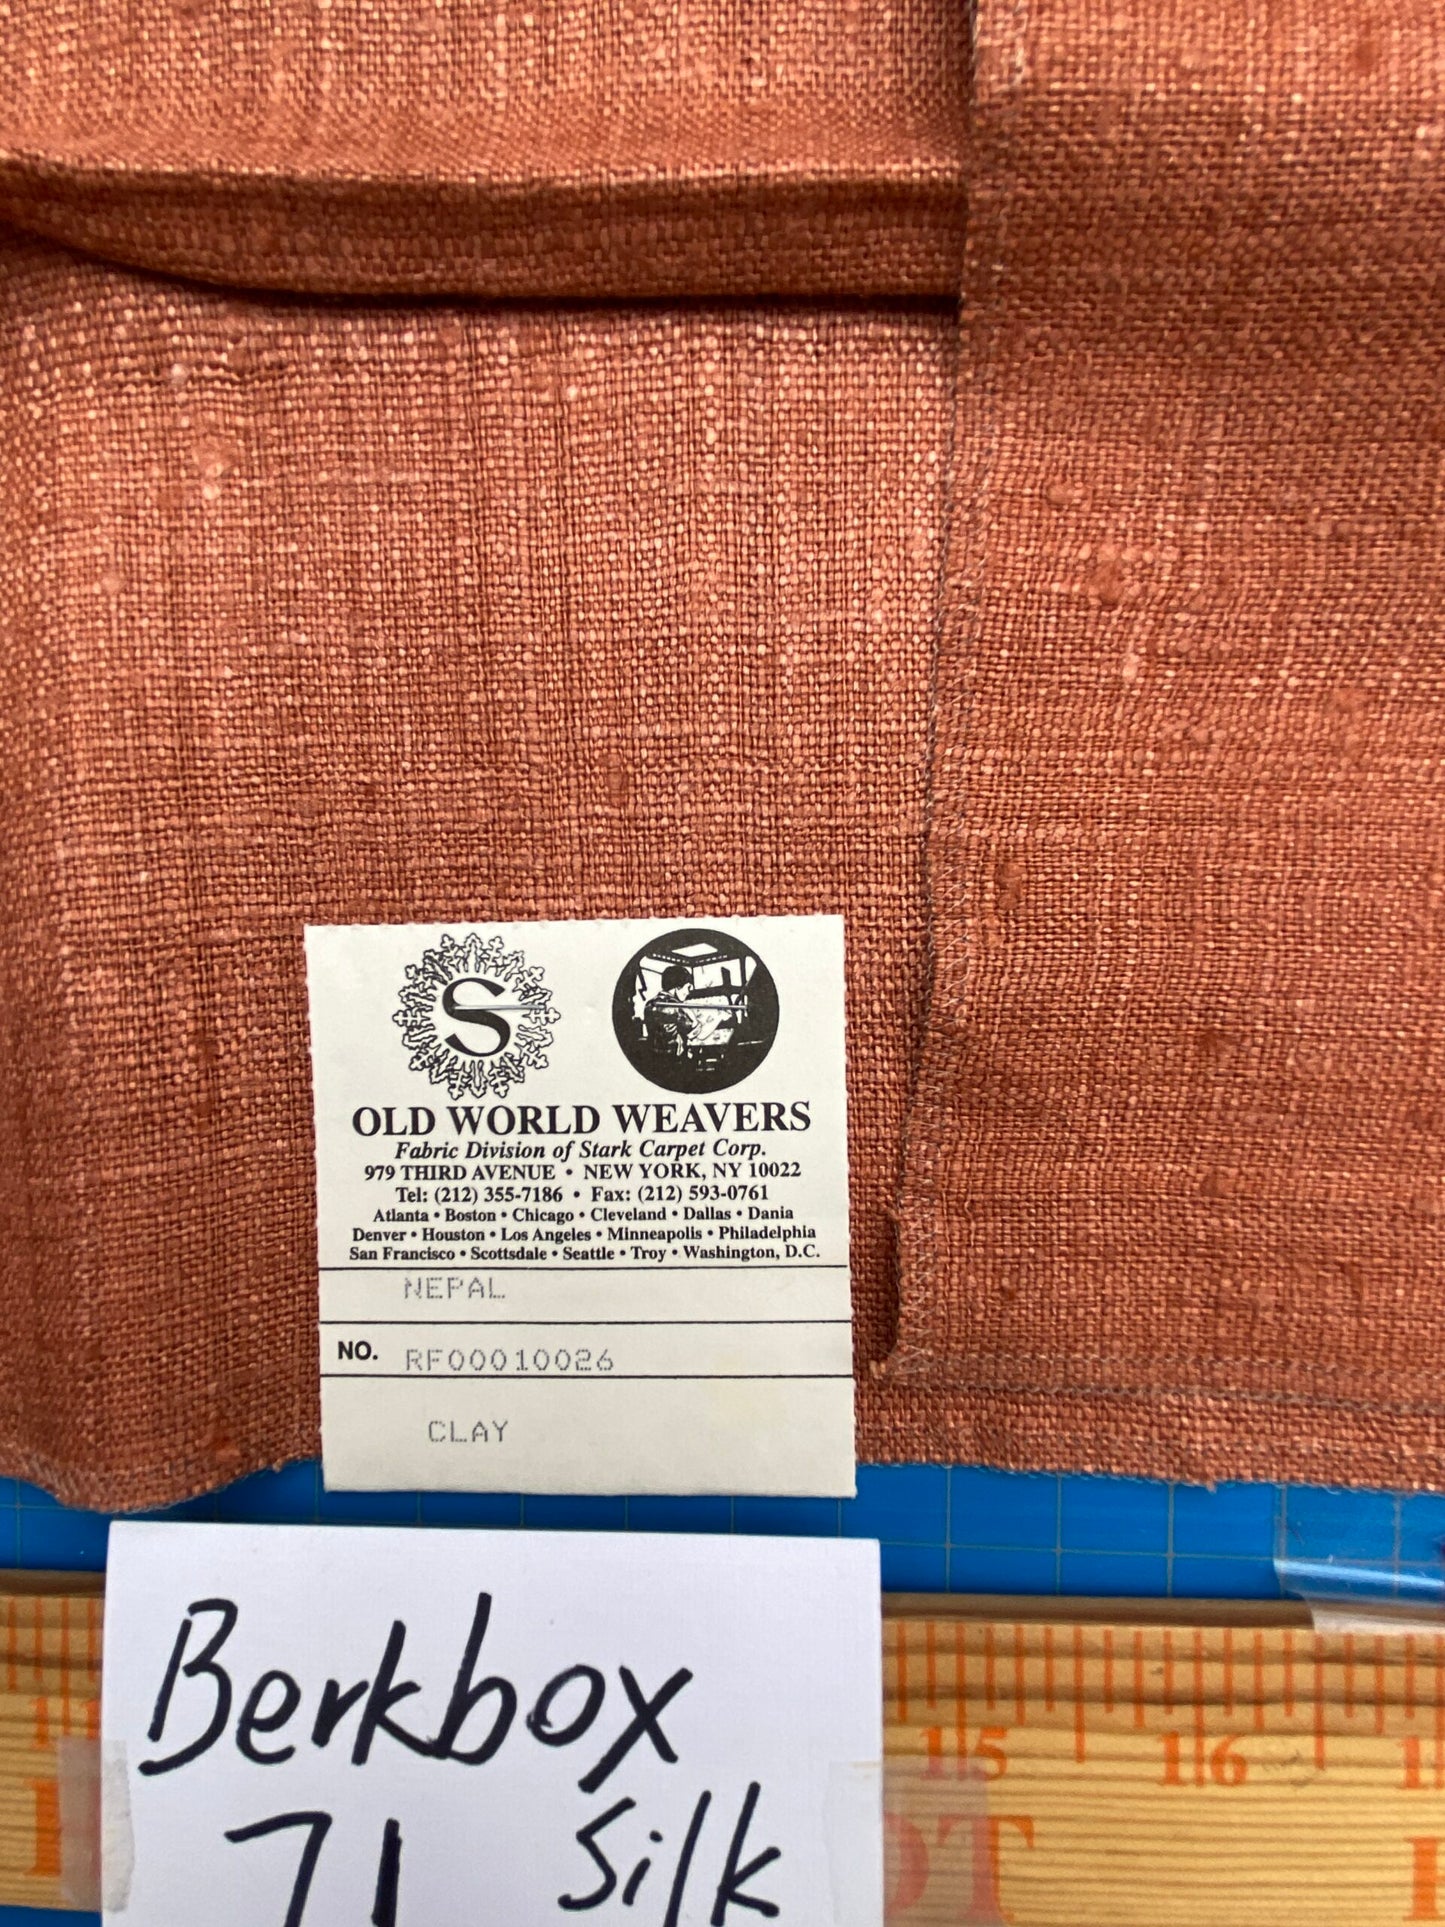 S
OLD WORLD WEAVERS
Fabric Division of Stark Carpet Corp.
979 THIRD AVENUE • NEW YORK, NY 10022
Tel: (212) 355-7186 • Fax: (212) 593-0761
Atlanta • Boston • Chicago • Cleveland • Dallas • Dania
Denver • Houston • Los Angeles • Minneapolis • Philadelphia
San Francisco • Scottsdale • Seattle • Troy • Washington, D.C.
NEPAL
NO. RF00010026
CLAY
Berkbox
71 Silk
15 16